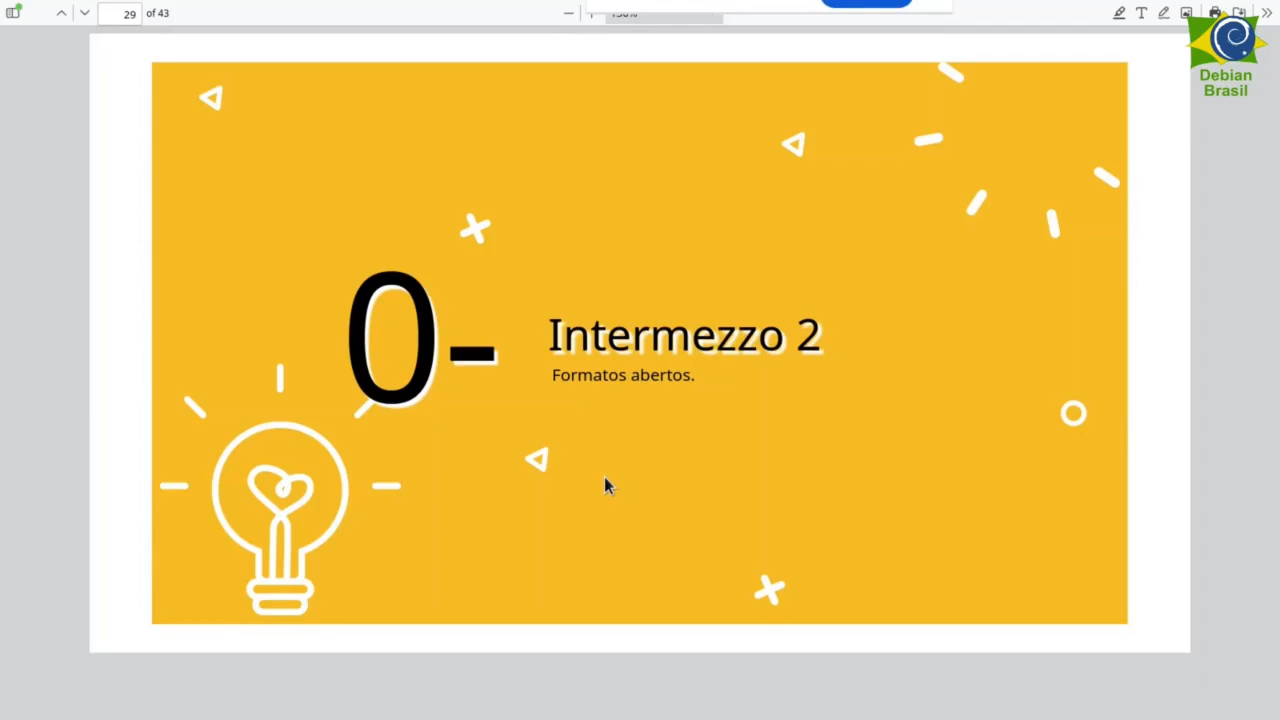 29 of 43
Debian
Brasil
0-
Intermezzo 2
Formatos abertos.